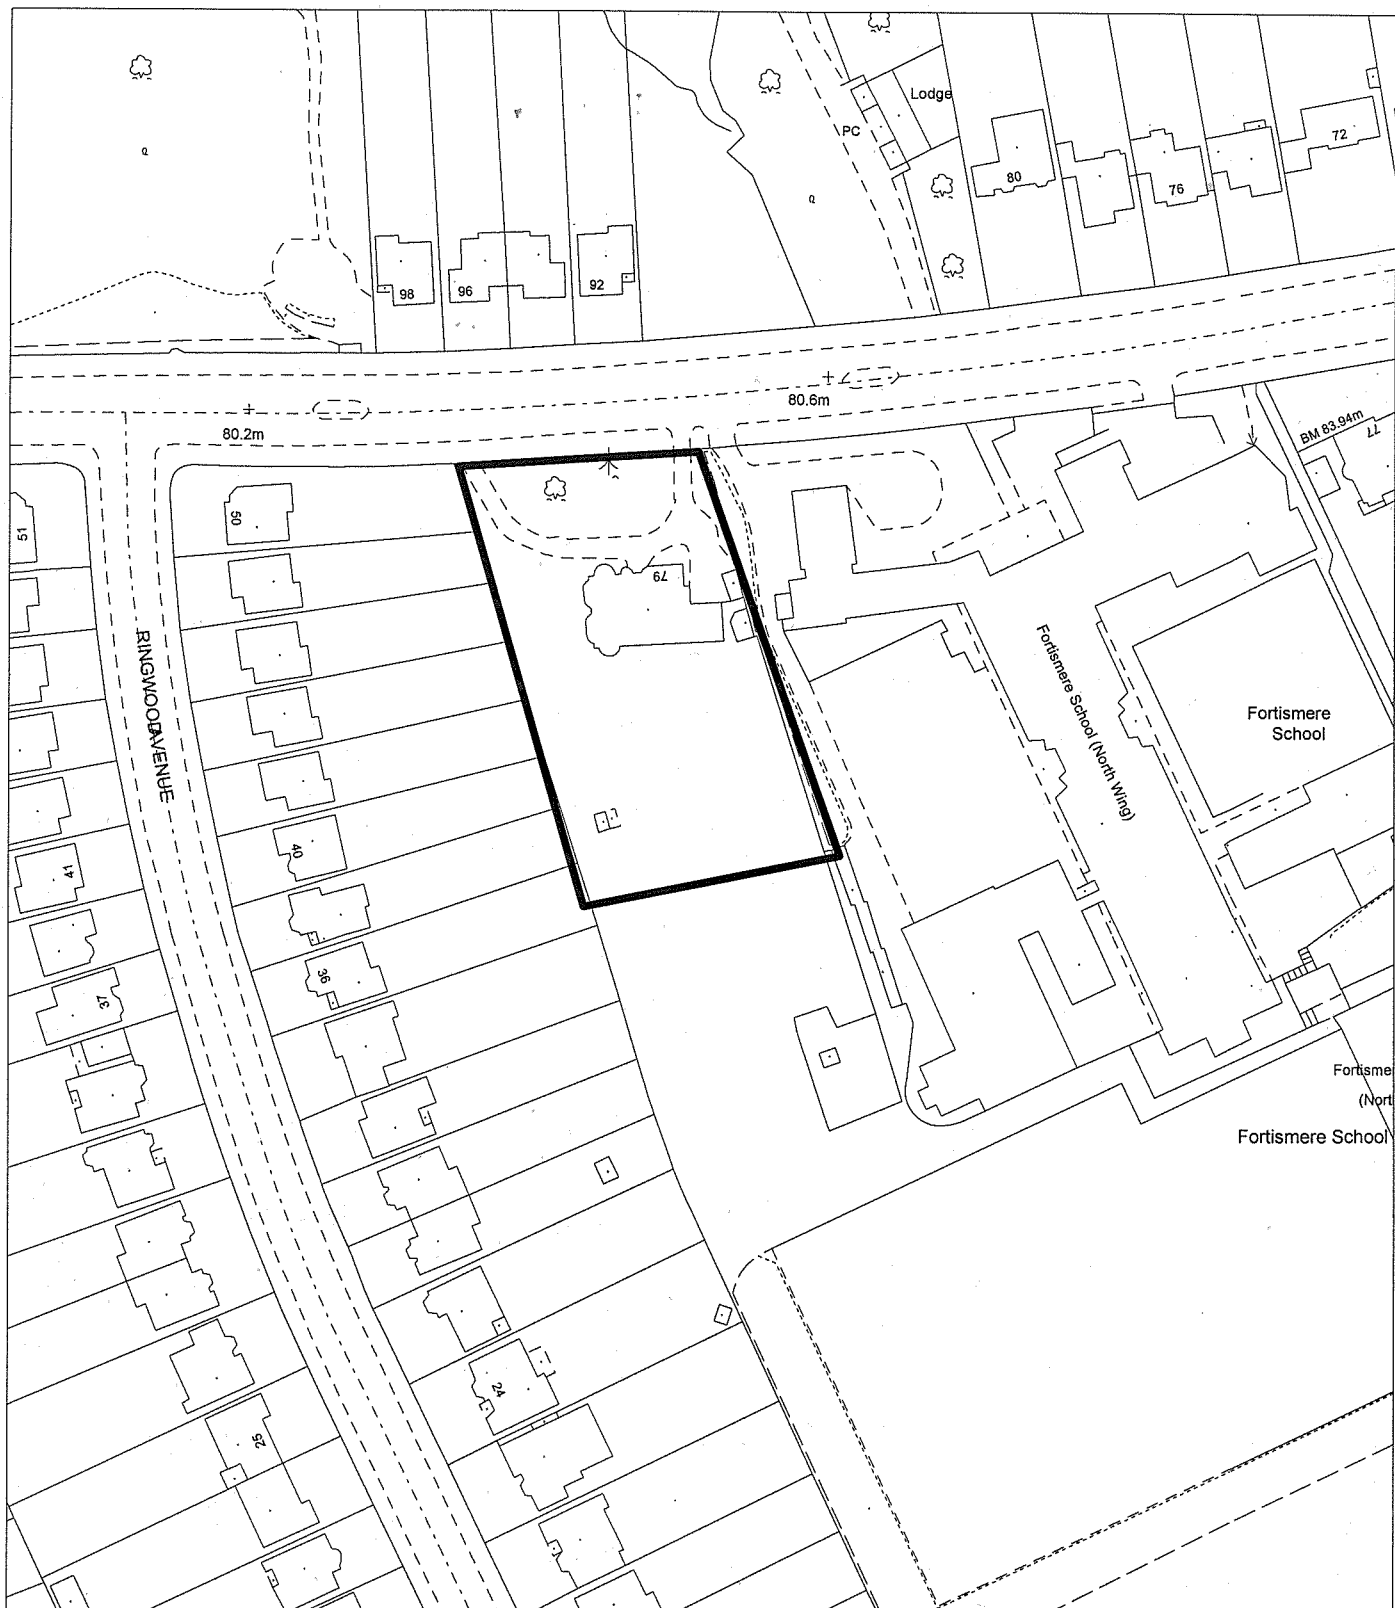 Lodge
PC
72
80
76
98
96
92
80.6m
80.2m
BM 83.94m
77
51
50
79
RINGWOOD AVENUE
Fortismere School (North Wing)
Fortismere
School
40
41
36
37
Fortisme
(Nort
Fortismere School
24
25